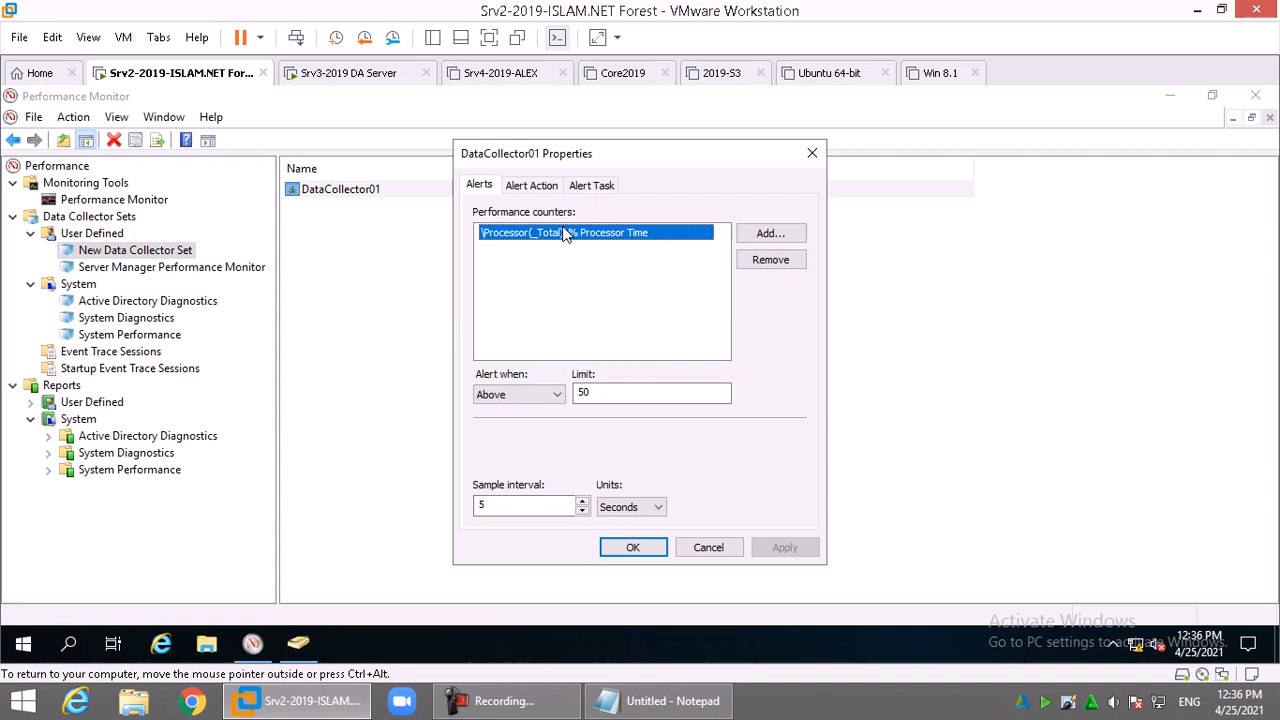 Srv2-2019-ISLAM.NET Forest - VMware Workstation
File Edit View VM Tabs Help
Home Srv2-2019-ISLAM.NET For... Srv3-2019 DA Server Srv4-2019-ALEX Core2019 2019-S3 Ubuntu 64-bit Win 8.1
Performance Monitor
File Action View Window Help
Performance
Monitoring Tools
Performance Monitor
Data Collector Sets
User Defined
New Data Collector Set
Server Manager Performance Monitor
System
Active Directory Diagnostics
System Diagnostics
System Performance
Event Trace Sessions
Startup Event Trace Sessions
Reports
User Defined
System
Active Directory Diagnostics
System Diagnostics
System Performance
Name
DataCollector01
DataCollector01 Properties
Alerts Alert Action Alert Task
Performance counters:
\Processor(_Total)\% Processor Time
Add...
Remove
Alert when: Limit:
Above 50
Sample interval: Units:
5 Seconds
OK Cancel Apply
Activate Windows
Go to PC settings to activate Windows.
12:36 PM
4/25/2021
To return to your computer, move the mouse pointer outside or press Ctrl+Alt.
Srv2-2019-ISLAM.... Recording... Untitled - Notepad ENG
12:36 PM
4/25/2021